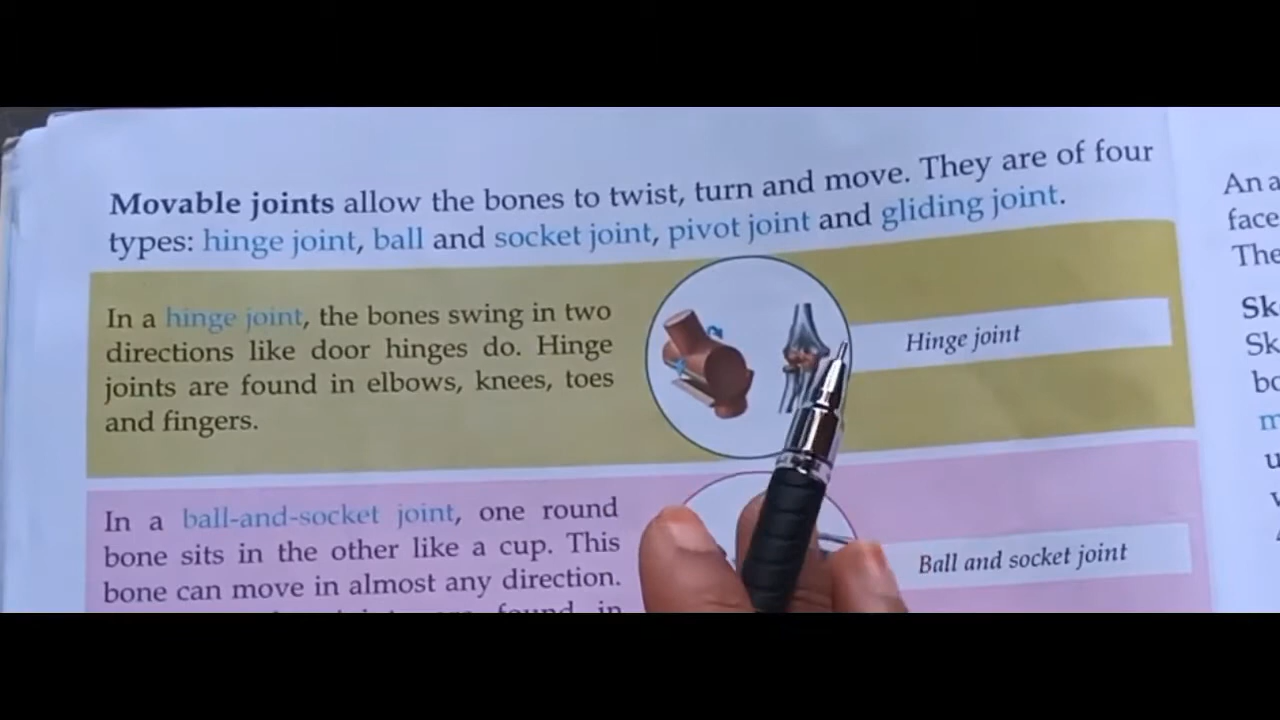 Movable joints allow the bones to twist, turn and move. They are of four
types: hinge joint, ball and socket joint, pivot joint and gliding joint.
In a hinge joint, the bones swing in two
directions like door hinges do. Hinge
joints are found in elbows, knees, toes
and fingers.
Hinge joint
In a ball-and-socket joint, one round
bone sits in the other like a cup. This
bone can move in almost any direction.
found in
Ball and socket joint
An a
face
The
Sk
Sk
bo
m
u